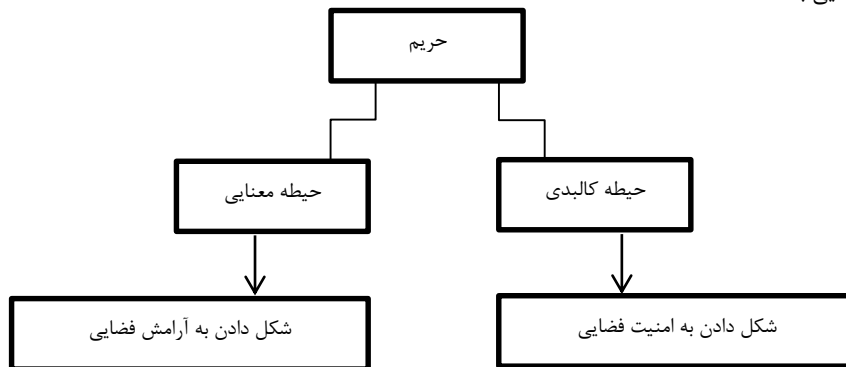 حریم
حیطه کالبدی
حیطه معنایی
شکل دادن به امنیت فضایی
شکل دادن به آرامش فضایی